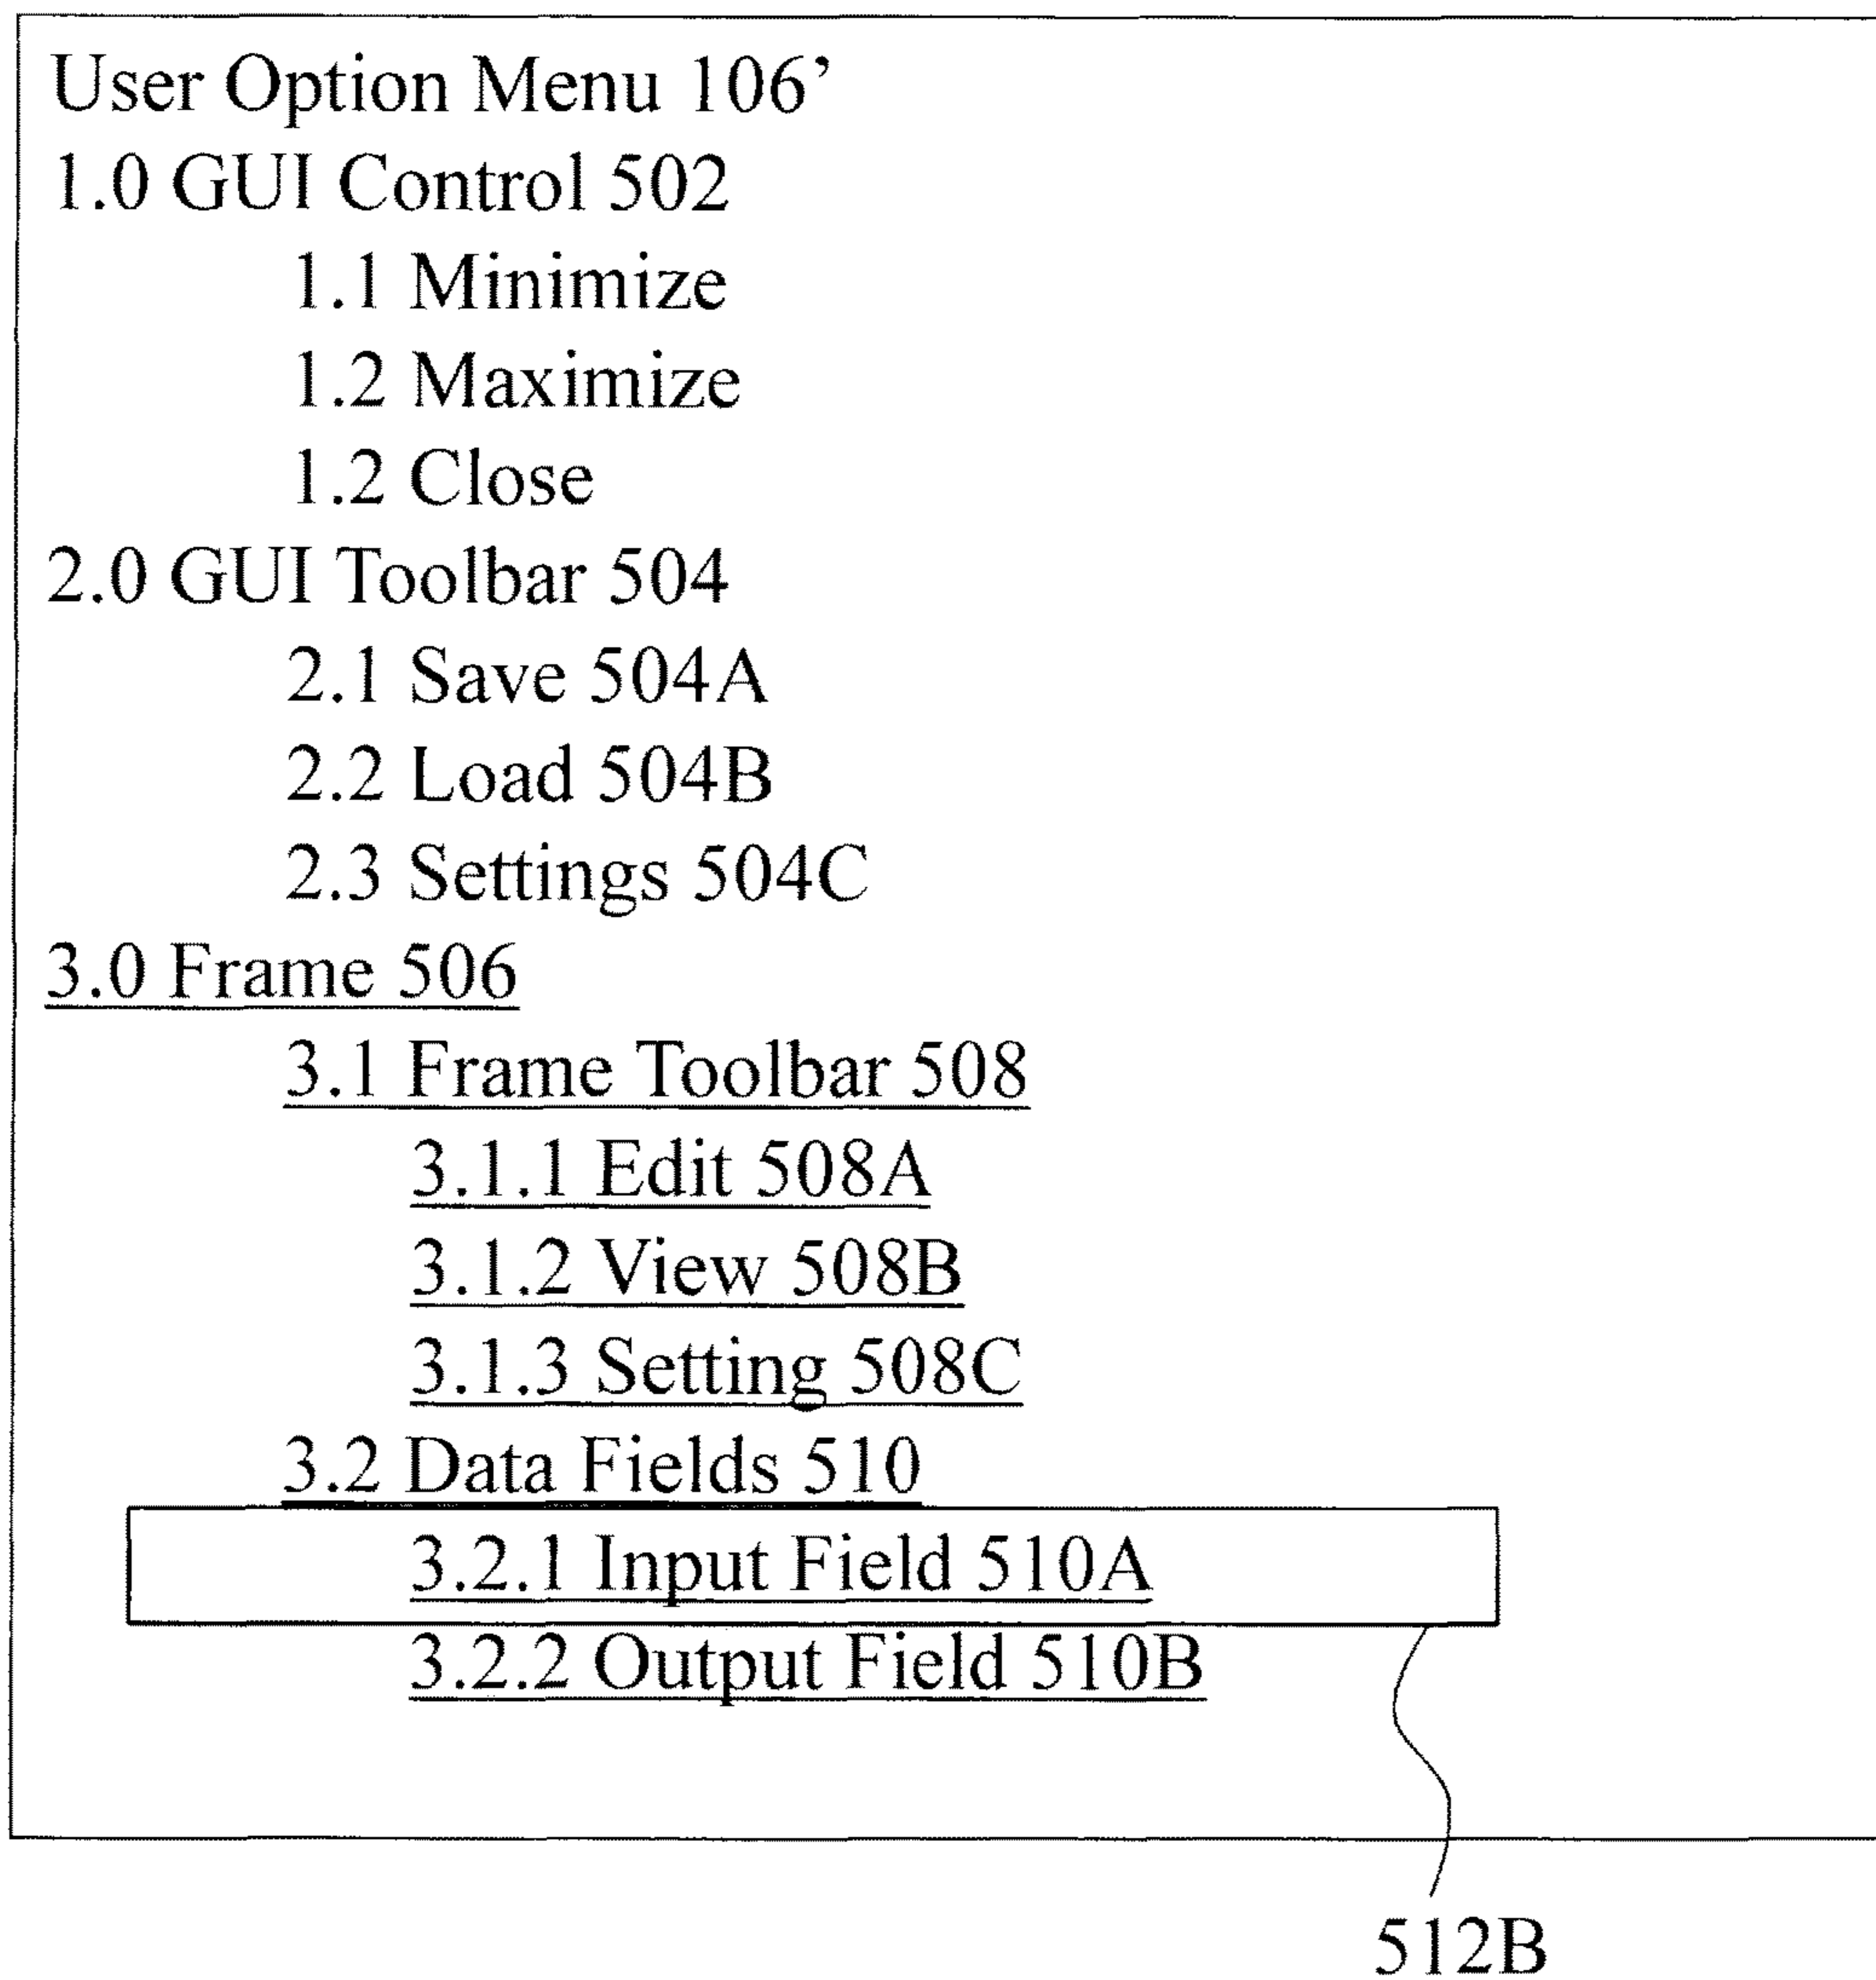 User Option Menu 106’
1.0 GUI Control 502
1.1 Minimize
1.2 Maximize
1.2 Close
2.0 GUI Toolbar 504
2.1 Save 504A
2.2 Load 504B
2.3 Settings 504C
3.0 Frame 506
3.1 Frame Toolbar 508
3.1.1 Edit 508A
3.1.2 View 508B
3.1.3 Setting 508C
3.2 Data Fields 510
3.2.1 Input Field 510A
3.2.2 Output Field 510B
512B